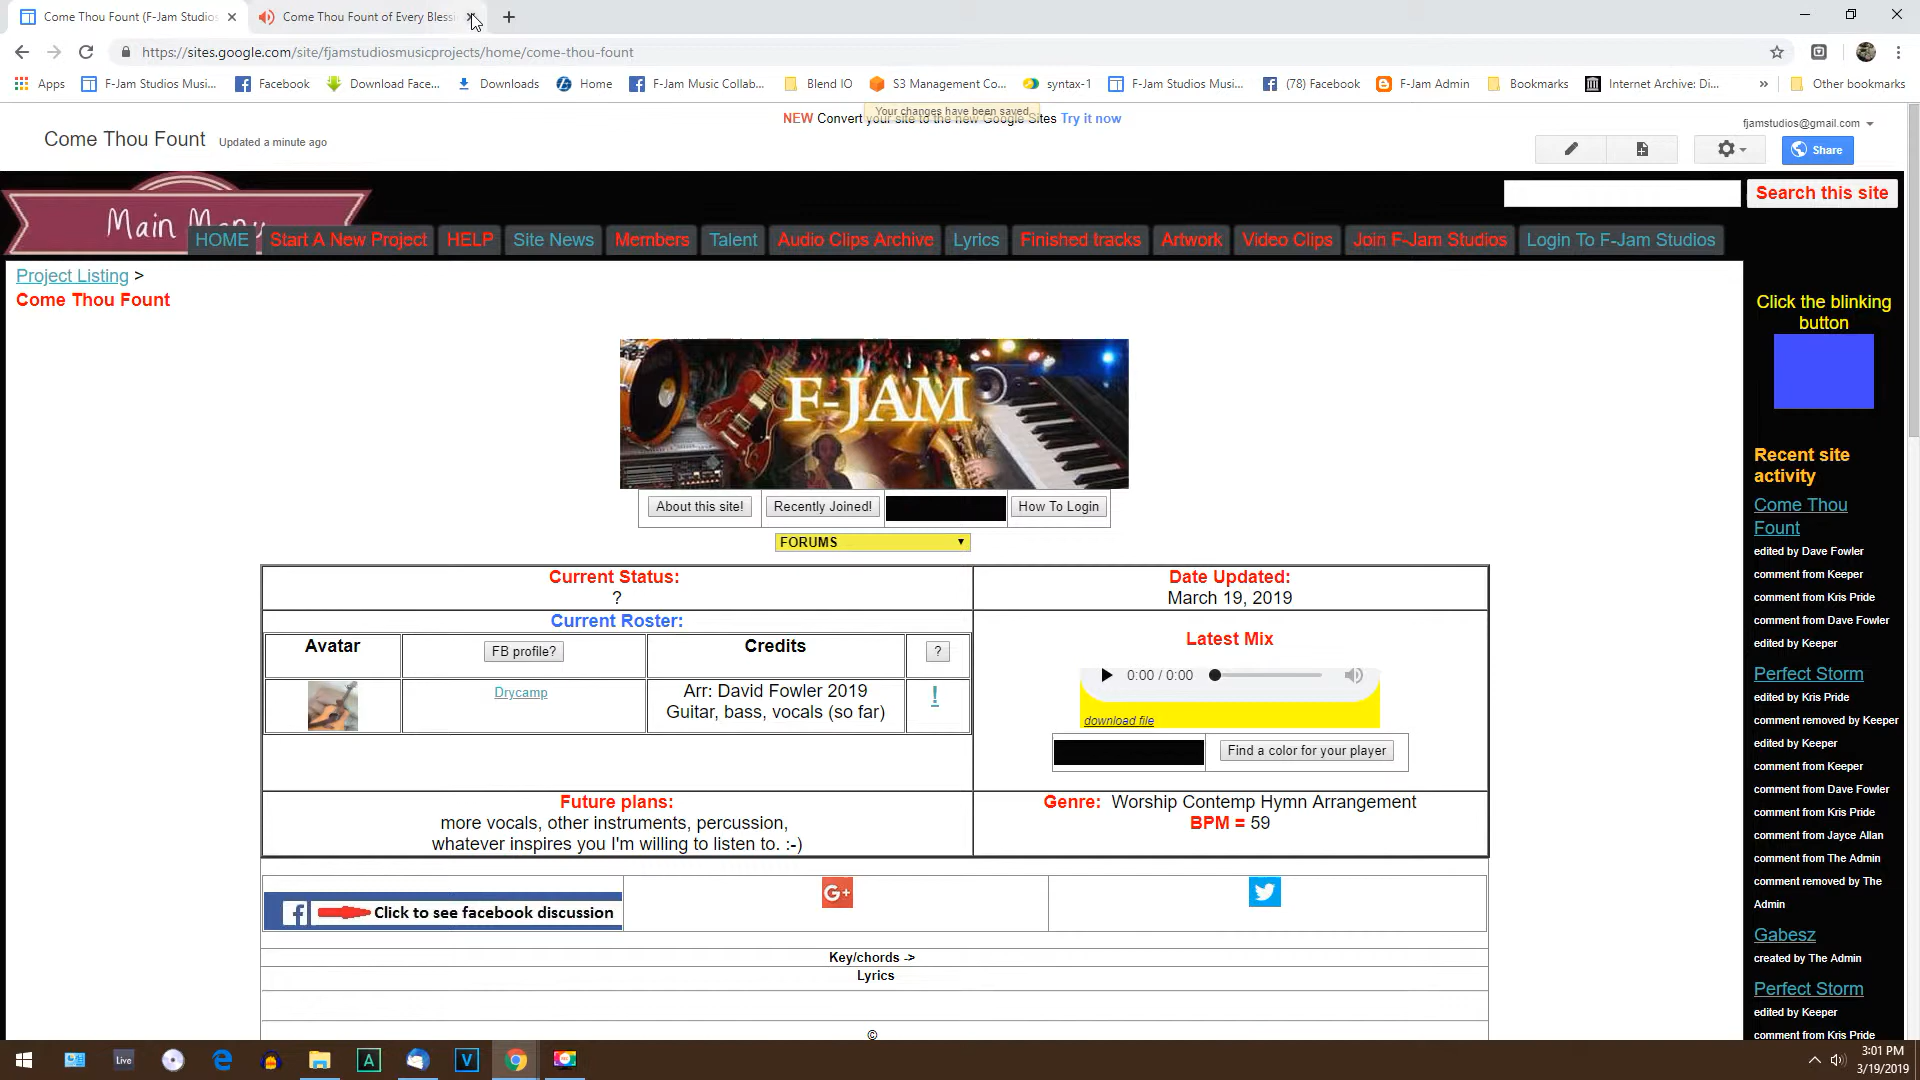 Come Thou Fount (F-Jam Studios
Come Thou Fount of Every Blessi
https://sites.google.com/site/fjamstudiosmusicprojects/home/come-thou-fount
Apps
F-Jam Studios Musi...
Facebook
Download Face...
Downloads
Home
F-Jam Music Collab...
Blend IO
S3 Management Co...
syntax-1
F-Jam Studios Musi...
(78) Facebook
F-Jam Admin
Bookmarks
Internet Archive: Di...
»
Other bookmarks
Your changes have been saved
NEW Convert your site to the new Google Sites Try it now
fjamstudios@gmail.com
Come Thou Fount Updated a minute ago
Share
Search this site
Main Menu
HOME
Start A New Project
HELP
Site News
Members
Talent
Audio Clips Archive
Lyrics
Finished tracks
Artwork
Video Clips
Join F-Jam Studios
Login To F-Jam Studios
Project Listing >
Come Thou Fount
F-JAM
About this site!
Recently Joined!
How To Login
FORUMS
Current Status:
?
Date Updated:
March 19, 2019
Current Roster:
Avatar
FB profile?
Credits
?
Drycamp
Arr: David Fowler 2019
Guitar, bass, vocals (so far)
!
Latest Mix
0:00 / 0:00
download file
Find a color for your player
Future plans:
more vocals, other instruments, percussion,
whatever inspires you I'm willing to listen to. :-)
Genre: Worship Contemp Hymn Arrangement
BPM = 59
Click to see facebook discussion
G+
Key/chords ->
Lyrics
©
Click the blinking
button
Recent site
activity
Come Thou
Fount
edited by Dave Fowler
comment from Keeper
comment from Kris Pride
comment from Dave Fowler
edited by Keeper
Perfect Storm
edited by Kris Pride
comment removed by Keeper
edited by Keeper
comment from Keeper
comment from Dave Fowler
comment from Kris Pride
comment from Jayce Allan
comment from The Admin
comment removed by The
Admin
Gabesz
created by The Admin
Perfect Storm
edited by Keeper
comment from Kris Pride
Live
A
V
3:01 PM
3/19/2019